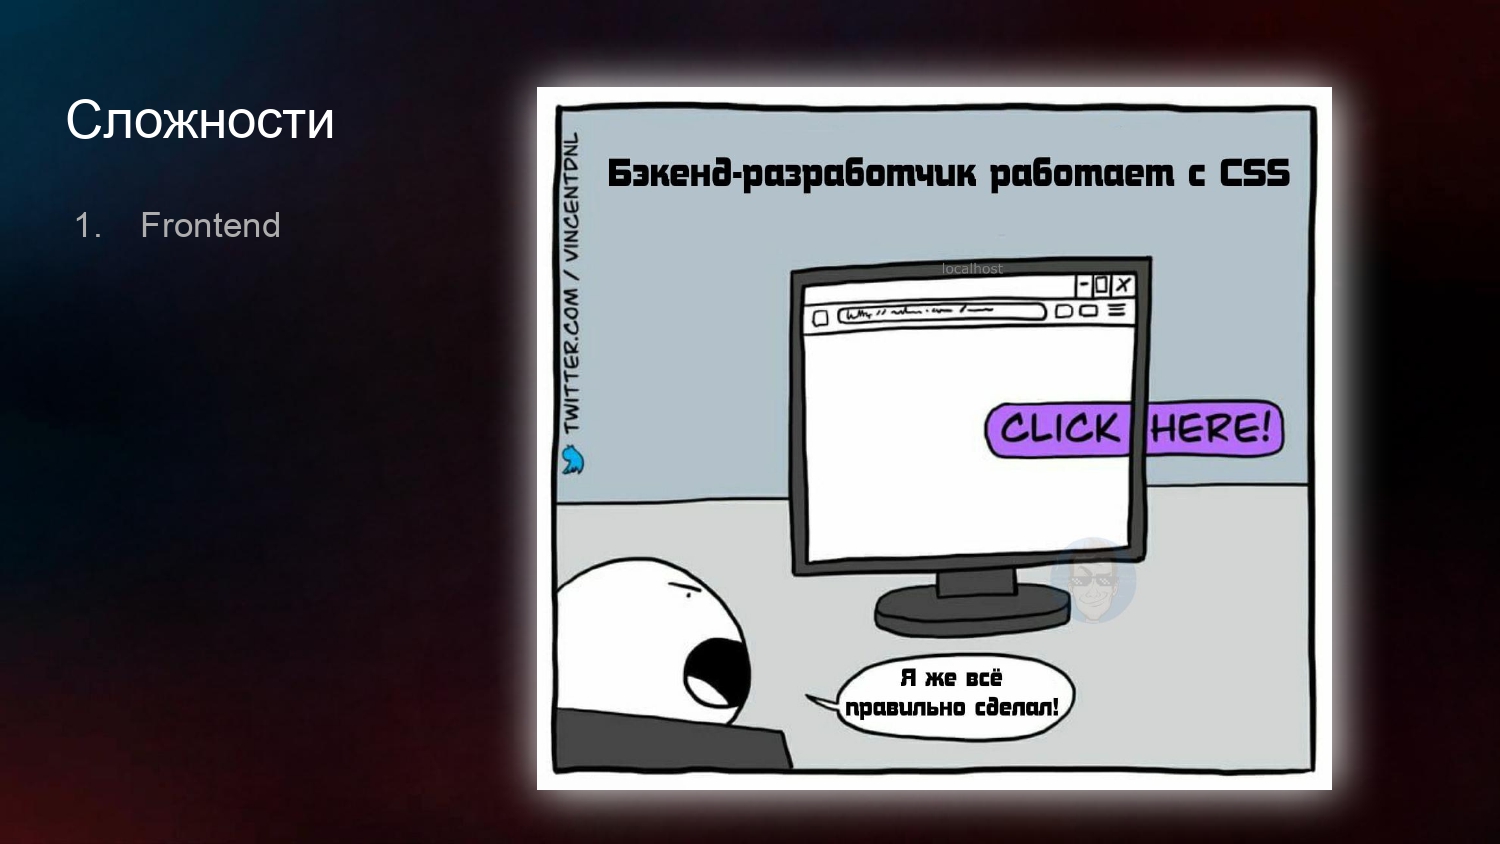 Сложности
1. Frontend
TWITTER.COM / VINCENTDNL
Бэкенд-разработчик работает с CSS
localhost
CLICK HERE!
Я же всё
правильно сделал!